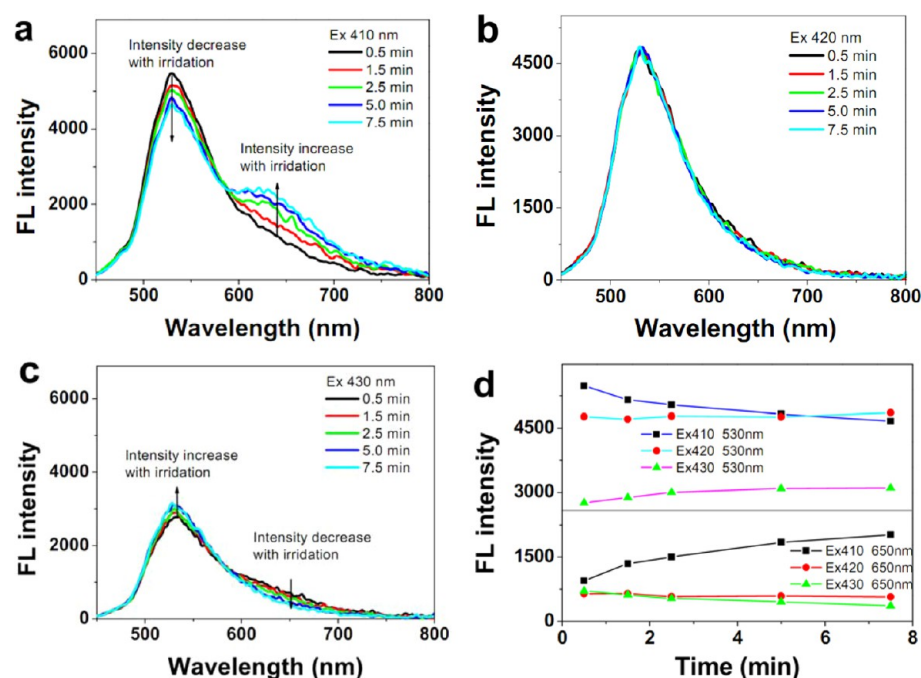 a
Intensity decrease
with irridation
Ex 410 nm
0.5 min
1.5 min
2.5 min
5.0 min
7.5 min
Intensity increase
with irridation
6000
4000
2000
0
500 600 700 800
FL intensity
Wavelength (nm)
b
Ex 420 nm
0.5 min
1.5 min
2.5 min
5.0 min
7.5 min
4500
3000
1500
0
500 600 700 800
FL intensity
Wavelength (nm)
c
Ex 430 nm
0.5 min
1.5 min
2.5 min
5.0 min
7.5 min
Intensity increase
with irridation
Intensity decrease
with irridation
6000
4000
2000
0
500 600 700 800
FL intensity
Wavelength (nm)
d
Ex410 530nm
Ex420 530nm
Ex430 530nm
Ex410 650nm
Ex420 650nm
Ex430 650nm
4500
3000
1500
0
0 2 4 6 8
FL intensity
Time (min)